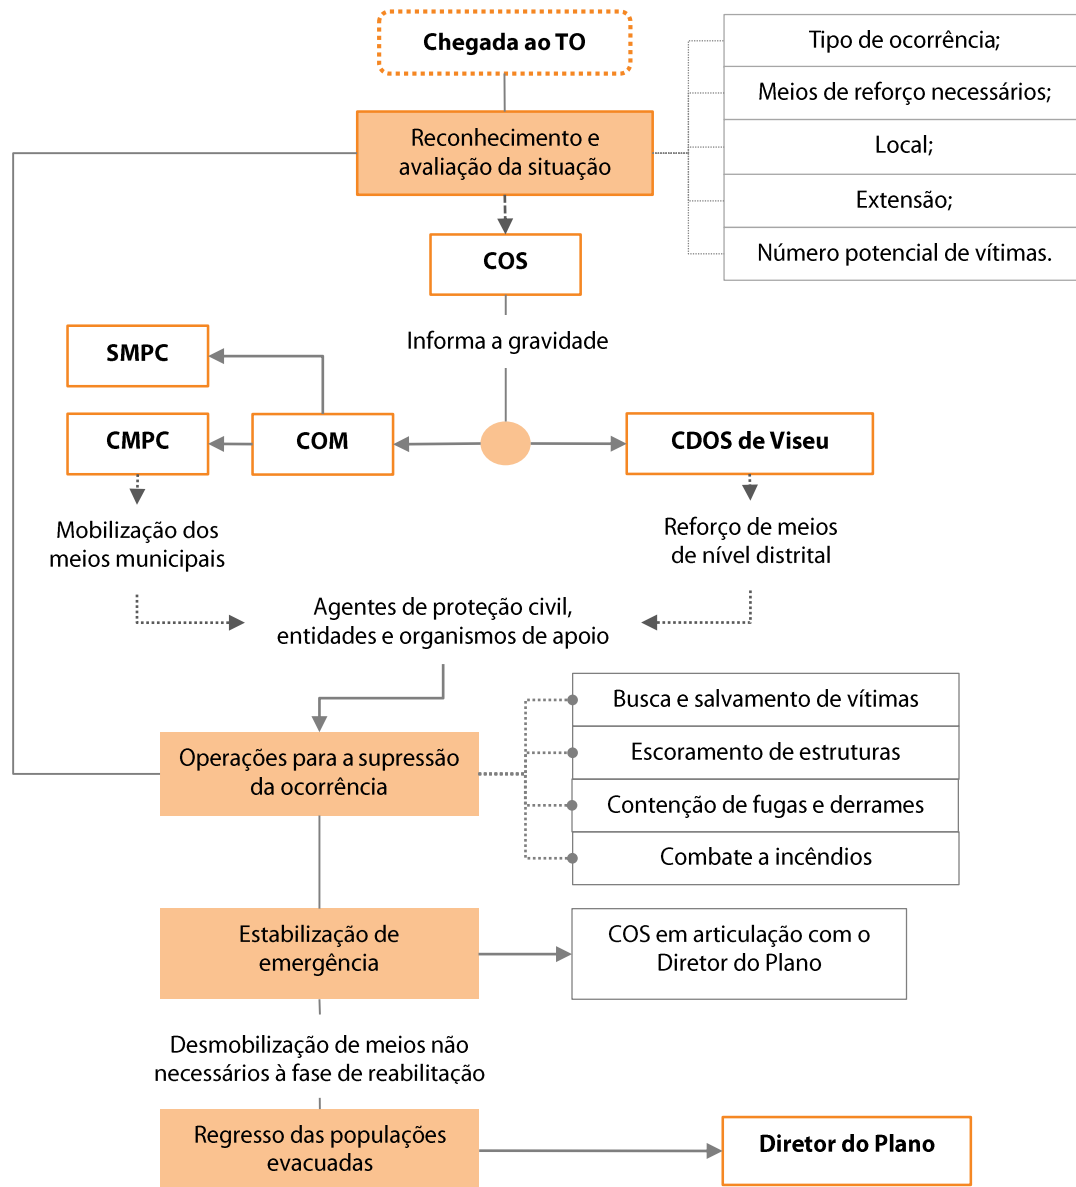 Chegada ao TO
Tipo de ocorrência;
Meios de reforço necessários;
Local;
Extensão;
Número potencial de vítimas.
Reconhecimento e
avaliação da situação
COS
Informa a gravidade
SMPC
CMPC
COM
CDOS de Viseu
Mobilização dos
meios municipais
Reforço de meios
de nível distrital
Agentes de proteção civil,
entidades e organismos de apoio
Operações para a supressão
da ocorrência
Busca e salvamento de vítimas
Escoramento de estruturas
Contenção de fugas e derrames
Combate a incêndios
Estabilização de
emergência
COS em articulação com o
Diretor do Plano
Desmobilização de meios não
necessários à fase de reabilitação
Regresso das populações
evacuadas
Diretor do Plano